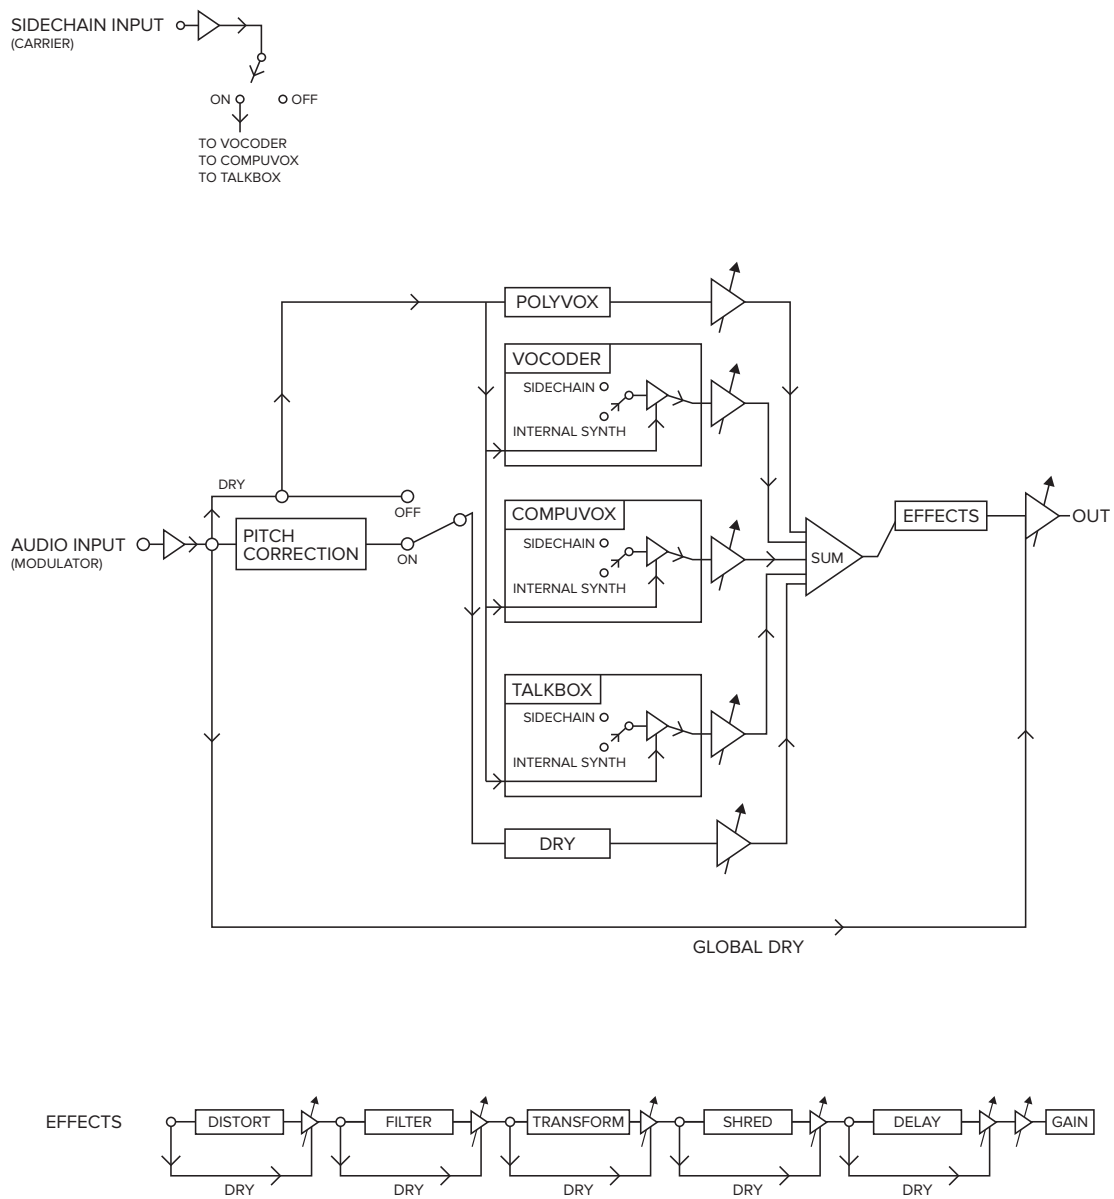 SIDECHAIN INPUT
(CARRIER)
ON
OFF
TO VOCODER
TO COMPUVOX
TO TALKBOX
POLYVOX
VOCODER
SIDECHAIN
INTERNAL SYNTH
DRY
OFF
AUDIO INPUT
(MODULATOR)
PITCH
CORRECTION
ON
COMPUVOX
SIDECHAIN
INTERNAL SYNTH
SUM
EFFECTS
OUT
TALKBOX
SIDECHAIN
INTERNAL SYNTH
DRY
GLOBAL DRY
EFFECTS
DISTORT
FILTER
TRANSFORM
SHRED
DELAY
GAIN
DRY
DRY
DRY
DRY
DRY